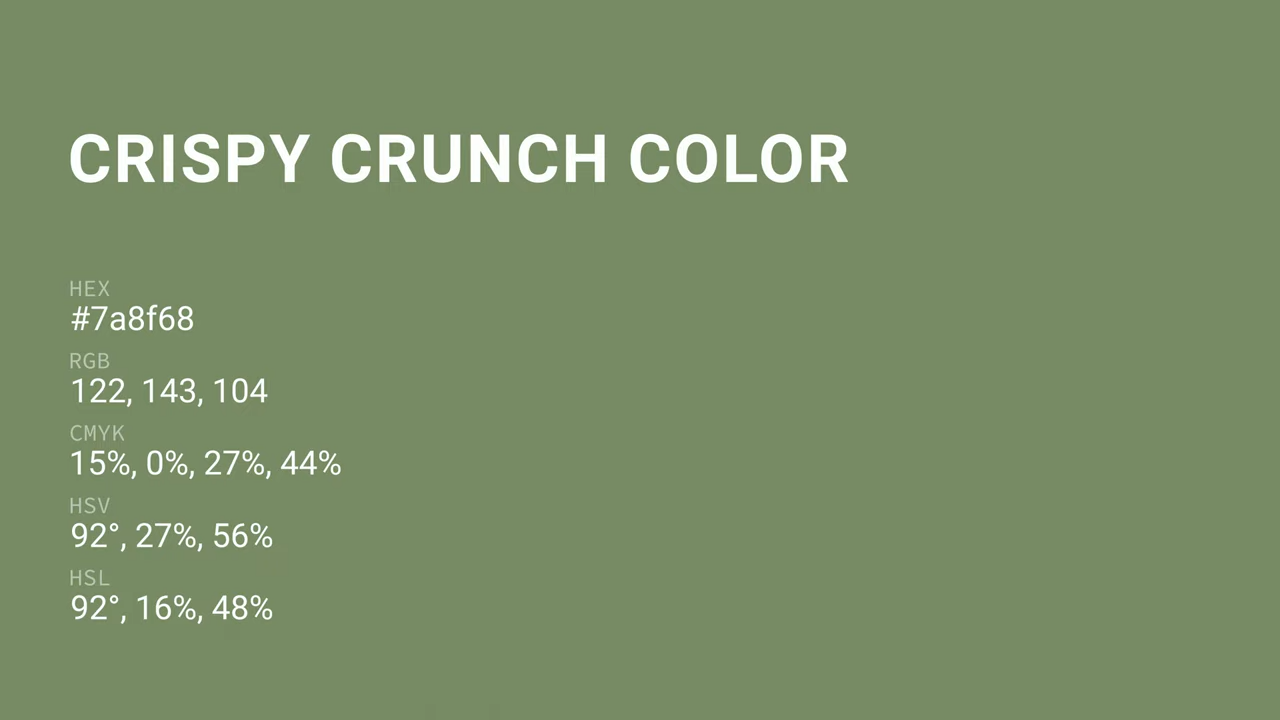 CRISPY CRUNCH COLOR
HEX
#7a8f68
RGB
122, 143, 104
CMYK
15%, 0%, 27%, 44%
HSV
92°, 27%, 56%
HSL
92°, 16%, 48%